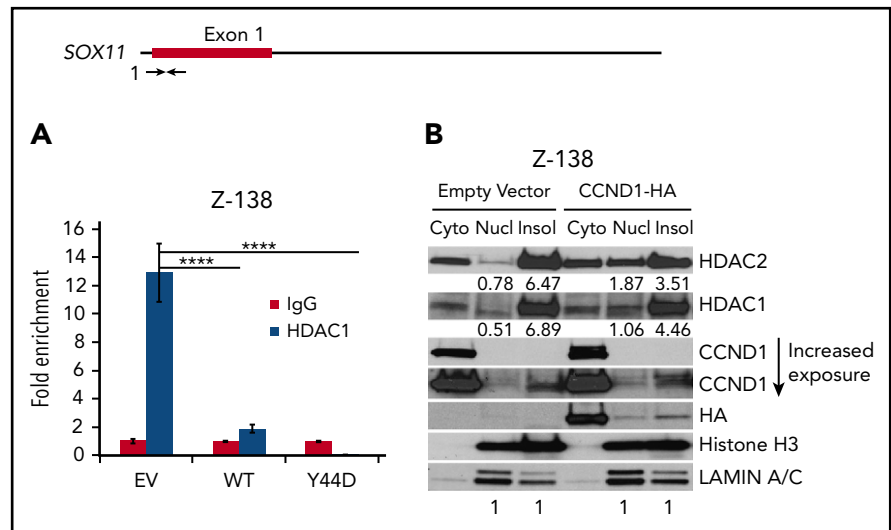 Exon 1
SOX11
1
A
Z-138
Fold enrichment
16
14
12
10
8
6
4
2
0
****
****
IgG
HDAC1
EV WT Y44D
B
Z-138
Empty Vector CCND1-HA
Cyto Nucl Insol Cyto Nucl Insol
HDAC2
0.78 6.47 1.87 3.51
HDAC1
0.51 6.89 1.06 4.46
CCND1
Increased
exposure
CCND1
HA
Histone H3
LAMIN A/C
1 1 1 1